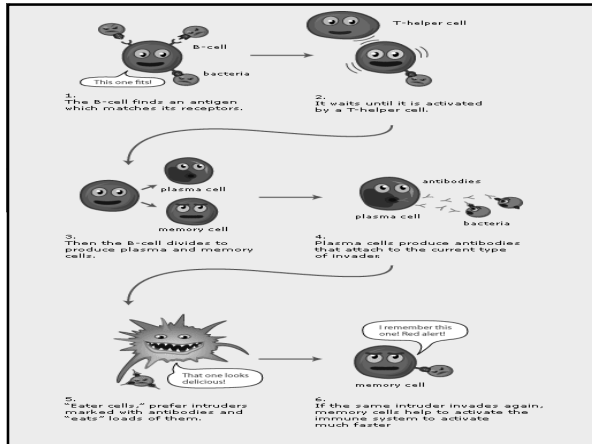 T-helper cell
B-cell
This one fits!
bacteria
1.
The B-cell finds an antigen
which matches its receptors.
2.
It waits until it is activated
by a T-helper cell.
plasma cell
memory cell
3.
Then the B-cell divides to
produce plasma and memory
cells.
antibodies
plasma cell
bacteria
4.
Plasma cells produce antibodies
that attach to the current type
of invader.
That one looks
delicious!
5.
“Eater cells,” prefer intruders
marked with antibodies and
“eats” loads of them.
I remember this
one! Red alert!
memory cell
6.
If the same intruder invades again,
memory cells help to activate the
immune system to activate
much faster